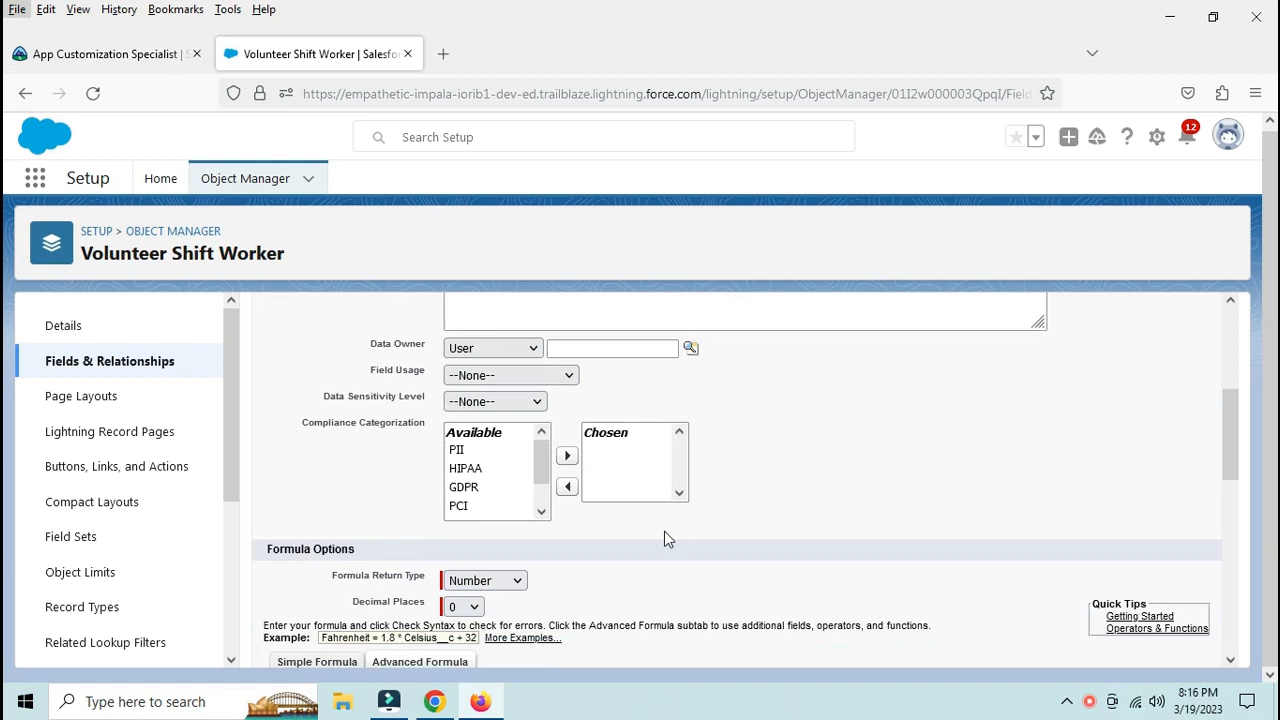 File Edit View History Bookmarks Tools Help
App Customization Specialist | S
Volunteer Shift Worker | Salesfor
https://empathetic-impala-iorib1-dev-ed.trailblaze.lightning.force.com/lightning/setup/ObjectManager/01I2w000003QpqI/Field
Search Setup
12
Setup Home Object Manager
SETUP > OBJECT MANAGER
Volunteer Shift Worker
Details
Fields & Relationships
Page Layouts
Lightning Record Pages
Buttons, Links, and Actions
Compact Layouts
Field Sets
Object Limits
Record Types
Related Lookup Filters
Data Owner User
Field Usage --None--
Data Sensitivity Level --None--
Compliance Categorization Available Chosen
PII
HIPAA
GDPR
PCI
Formula Options
Formula Return Type Number
Decimal Places 0
Enter your formula and click Check Syntax to check for errors. Click the Advanced Formula subtab to use additional fields, operators, and functions.
Example: Fahrenheit = 1.8 * Celsius__c + 32 More Examples...
Quick Tips
Getting Started
Operators & Functions
Simple Formula Advanced Formula
Type here to search
8:16 PM
3/19/2023